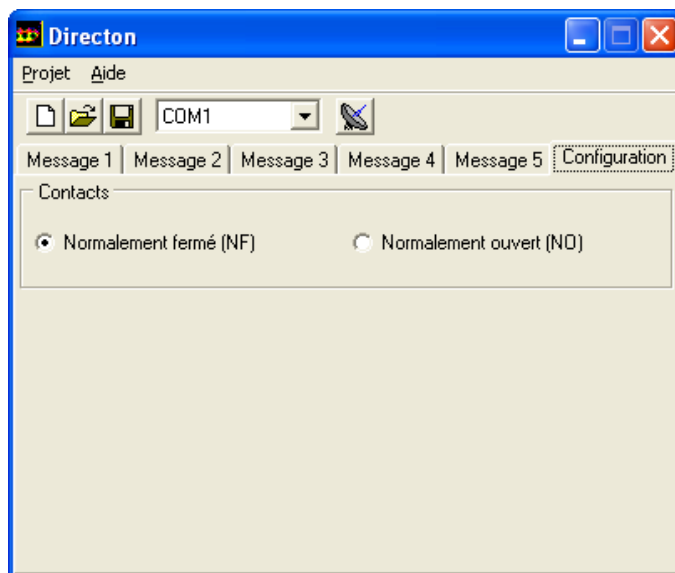 Directon
Projet Aide
COM1
Message 1 Message 2 Message 3 Message 4 Message 5 Configuration
Contacts
Normalement fermé (NF) Normalement ouvert (NO)